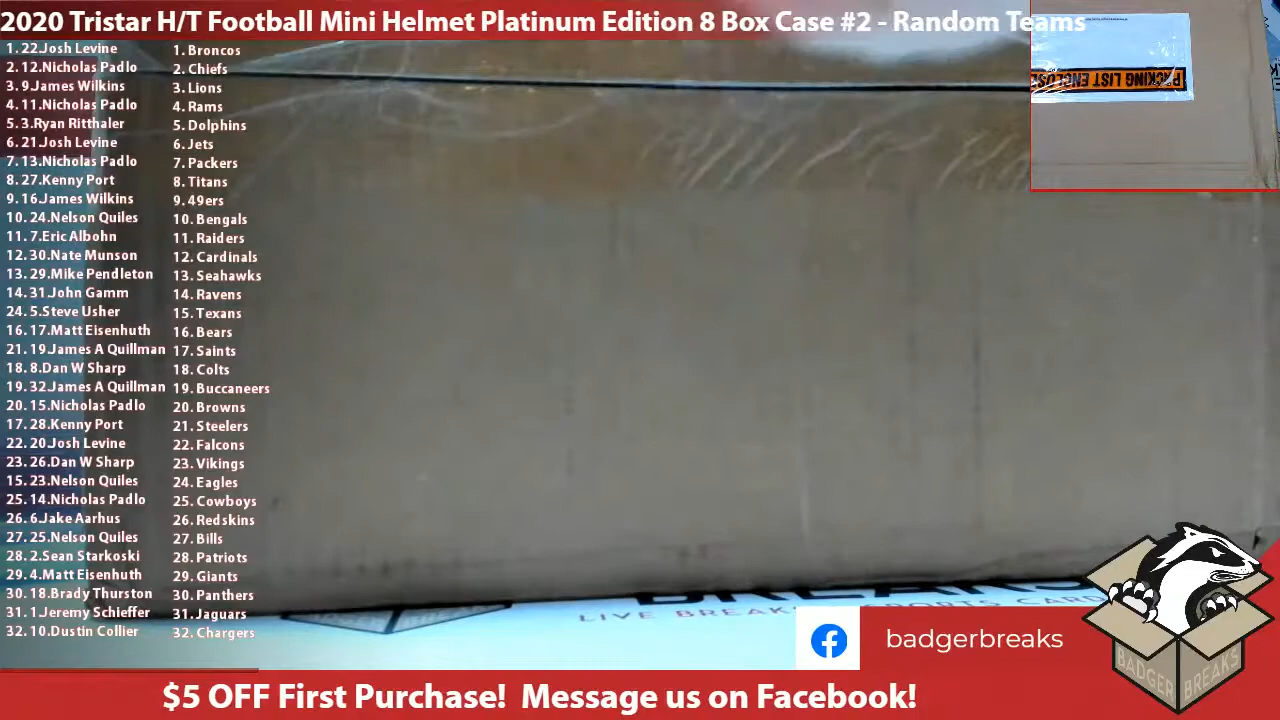 2020 Tristar H/T Football Mini Helmet Platinum Edition 8 Box Case #2 - Random Teams
1. 22.Josh Levine 1. Broncos
2. 12.Nicholas Padlo 2. Chiefs
3. 9.James Wilkins 3. Lions
4. 11.Nicholas Padlo 4. Rams
5. 3.Ryan Ritthaler 5. Dolphins
6. 21.Josh Levine 6. Jets
7. 13.Nicholas Padlo 7. Packers
8. 27.Kenny Port 8. Titans
9. 16.James Wilkins 9. 49ers
10. 24.Nelson Quiles 10. Bengals
11. 7.Eric Albohn 11. Raiders
12. 30.Nate Munson 12. Cardinals
13. 29.Mike Pendleton 13. Seahawks
14. 31.John Gamm 14. Ravens
24. 5.Steve Usher 15. Texans
16. 17.Matt Eisenhuth 16. Bears
21. 19.James A Quillman 17. Saints
18. 8.Dan W Sharp 18. Colts
19. 32.James A Quillman 19. Buccaneers
20. 15.Nicholas Padlo 20. Browns
17. 28.Kenny Port 21. Steelers
22. 20.Josh Levine 22. Falcons
23. 26.Dan W Sharp 23. Vikings
15. 23.Nelson Quiles 24. Eagles
25. 14.Nicholas Padlo 25. Cowboys
26. 6.Jake Aarhus 26. Redskins
27. 25.Nelson Quiles 27. Bills
28. 2.Sean Starkoski 28. Patriots
29. 4.Matt Eisenhuth 29. Giants
30. 18.Brady Thurston 30. Panthers
31. 1.Jeremy Schieffer 31. Jaguars
32. 10.Dustin Collier 32. Chargers
PACKING LIST ENCLOSE
LIVE BREAK
SPORTS CARD
badgerbreaks
BADGER BREAKS
$5 OFF First Purchase! Message us on Facebook!